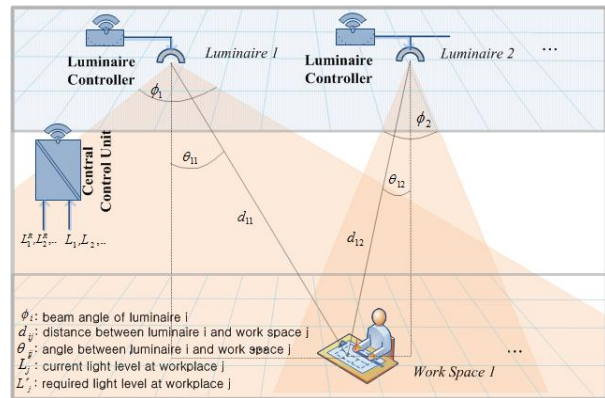 Luminaire 1
Luminaire 2
...
Luminaire
Controller
Luminaire
Controller
ϕ₁
ϕ₂
θ₁₁
θ₁₂
Central
Control Unit
d₁₁
d₁₂
L₁ᴿ,L₂ᴿ,.. L₁, L₂,..
ϕᵢ: beam angle of luminaire i
dᵢⱼ: distance between luminaire i and work space j
θᵢⱼ: angle between luminaire i and work space j
Lⱼ: current light level at workplace j
L'ⱼ: required light level at workplace j
...
Work Space 1